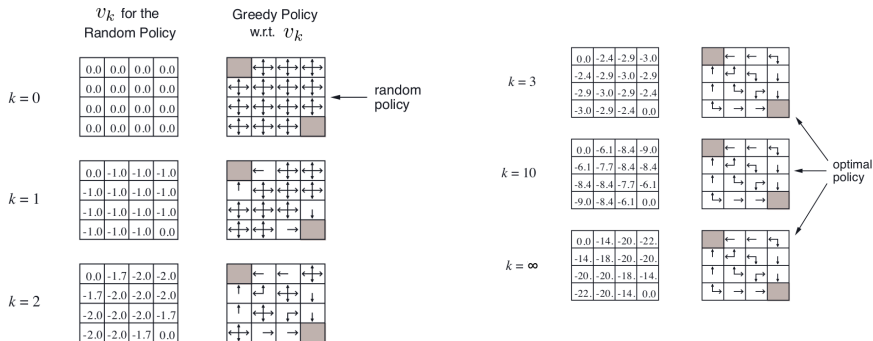 v_k for the
Random Policy
Greedy Policy
w.r.t. v_k
k = 0
0.0 0.0 0.0 0.0
0.0 0.0 0.0 0.0
0.0 0.0 0.0 0.0
0.0 0.0 0.0 0.0
random
policy
k = 1
0.0 -1.0 -1.0 -1.0
-1.0 -1.0 -1.0 -1.0
-1.0 -1.0 -1.0 -1.0
-1.0 -1.0 -1.0 0.0
k = 2
0.0 -1.7 -2.0 -2.0
-1.7 -2.0 -2.0 -2.0
-2.0 -2.0 -2.0 -1.7
-2.0 -2.0 -1.7 0.0
k = 3
0.0 -2.4 -2.9 -3.0
-2.4 -2.9 -3.0 -2.9
-2.9 -3.0 -2.9 -2.4
-3.0 -2.9 -2.4 0.0
k = 10
0.0 -6.1 -8.4 -9.0
-6.1 -7.7 -8.4 -8.4
-8.4 -8.4 -7.7 -6.1
-9.0 -8.4 -6.1 0.0
optimal
policy
k = ∞
0.0 -14. -20. -22.
-14. -18. -20. -20.
-20. -20. -18. -14.
-22. -20. -14. 0.0